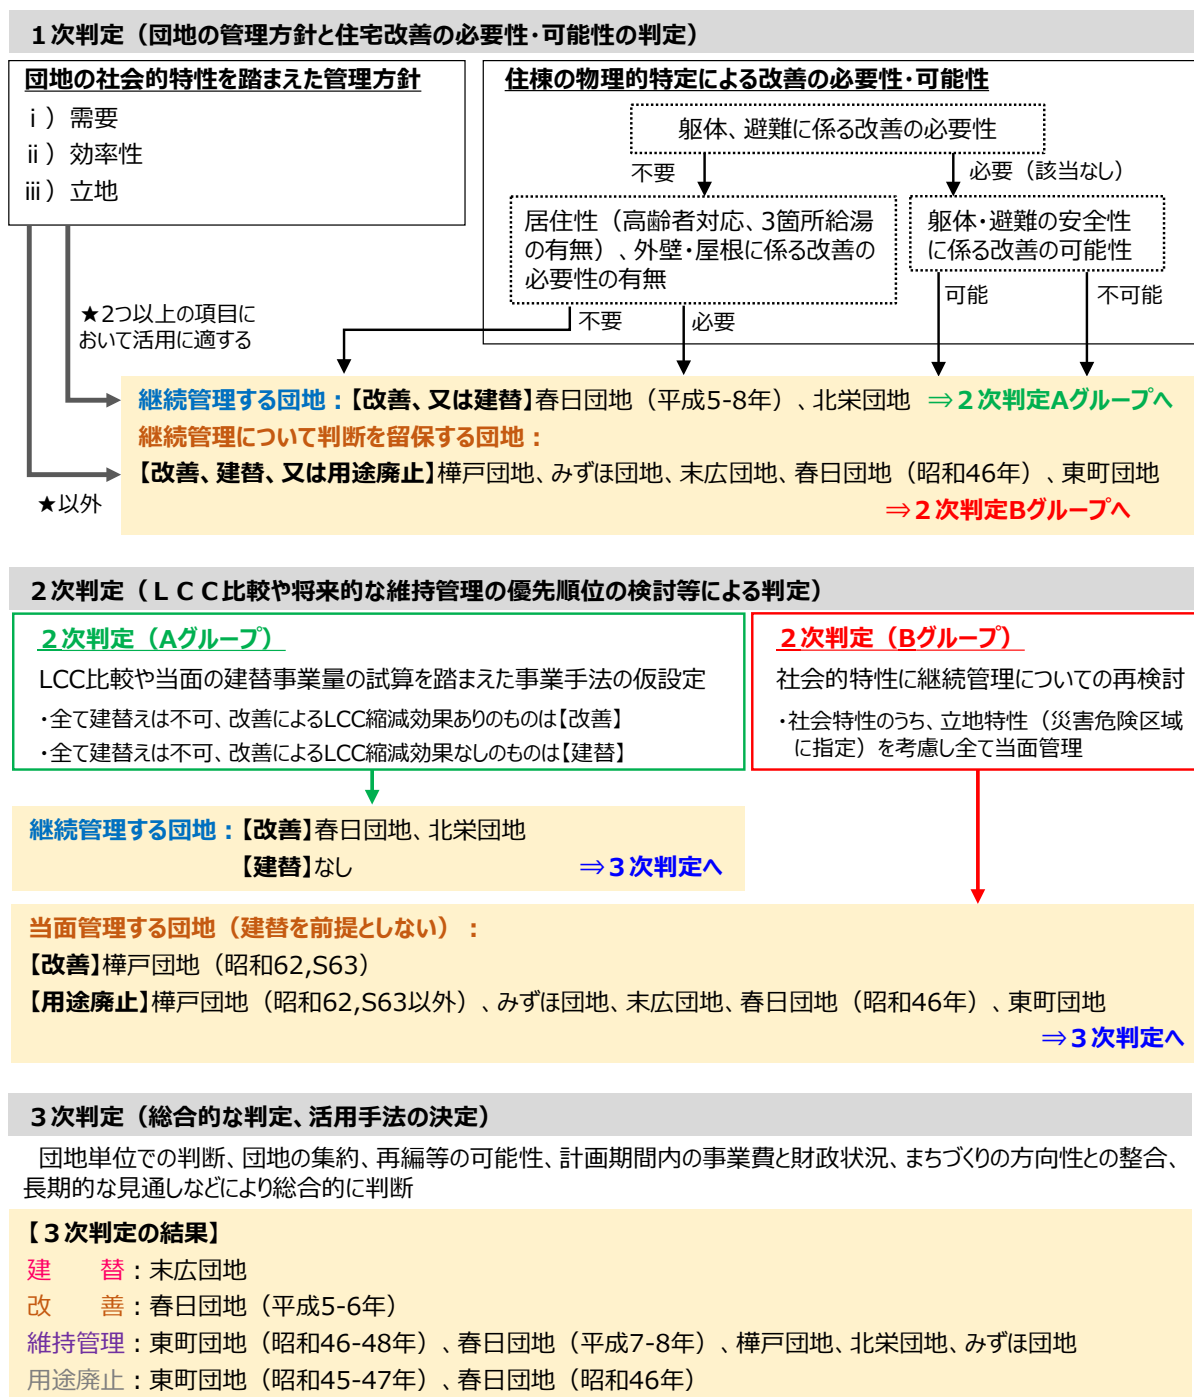 １次判定（団地の管理方針と住宅改善の必要性・可能性の判定）
団地の社会的特性を踏まえた管理方針
ⅰ）需要
ⅱ）効率性
ⅲ）立地
住棟の物理的特定による改善の必要性・可能性
躯体、避難に係る改善の必要性
不要
必要（該当なし）
居住性（高齢者対応、3箇所給湯
の有無）、外壁・屋根に係る改善の
必要性の有無
躯体・避難の安全性
に係る改善の可能性
不要
必要
可能
不可能
★2つ以上の項目に
おいて活用に適する
継続管理する団地：【改善、又は建替】春日団地（平成5-8年）、北栄団地 ⇒２次判定Aグループへ
継続管理について判断を留保する団地：
【改善、建替、又は用途廃止】樺戸団地、みずほ団地、末広団地、春日団地（昭和46年）、東町団地
★以外
⇒２次判定Bグループへ
２次判定（ＬＣＣ比較や将来的な維持管理の優先順位の検討等による判定）
２次判定（Aグループ）
LCC比較や当面の建替事業量の試算を踏まえた事業手法の仮設定
・全て建替えは不可、改善によるLCC縮減効果ありのものは【改善】
・全て建替えは不可、改善によるLCC縮減効果なしのものは【建替】
２次判定（Bグループ）
社会的特性に継続管理についての再検討
・社会特性のうち、立地特性（災害危険区域
に指定）を考慮し全て当面管理
継続管理する団地：【改善】春日団地、北栄団地
【建替】なし ⇒３次判定へ
当面管理する団地（建替を前提としない）：
【改善】樺戸団地（昭和62,S63）
【用途廃止】樺戸団地（昭和62,S63以外）、みずほ団地、末広団地、春日団地（昭和46年）、東町団地
⇒３次判定へ
３次判定（総合的な判定、活用手法の決定）
団地単位での判断、団地の集約、再編等の可能性、計画期間内の事業費と財政状況、まちづくりの方向性との整合、
長期的な見通しなどにより総合的に判断
【３次判定の結果】
建　　替：末広団地
改　　善：春日団地（平成5-6年）
維持管理：東町団地（昭和46-48年）、春日団地（平成7-8年）、樺戸団地、北栄団地、みずほ団地
用途廃止：東町団地（昭和45-47年）、春日団地（昭和46年）